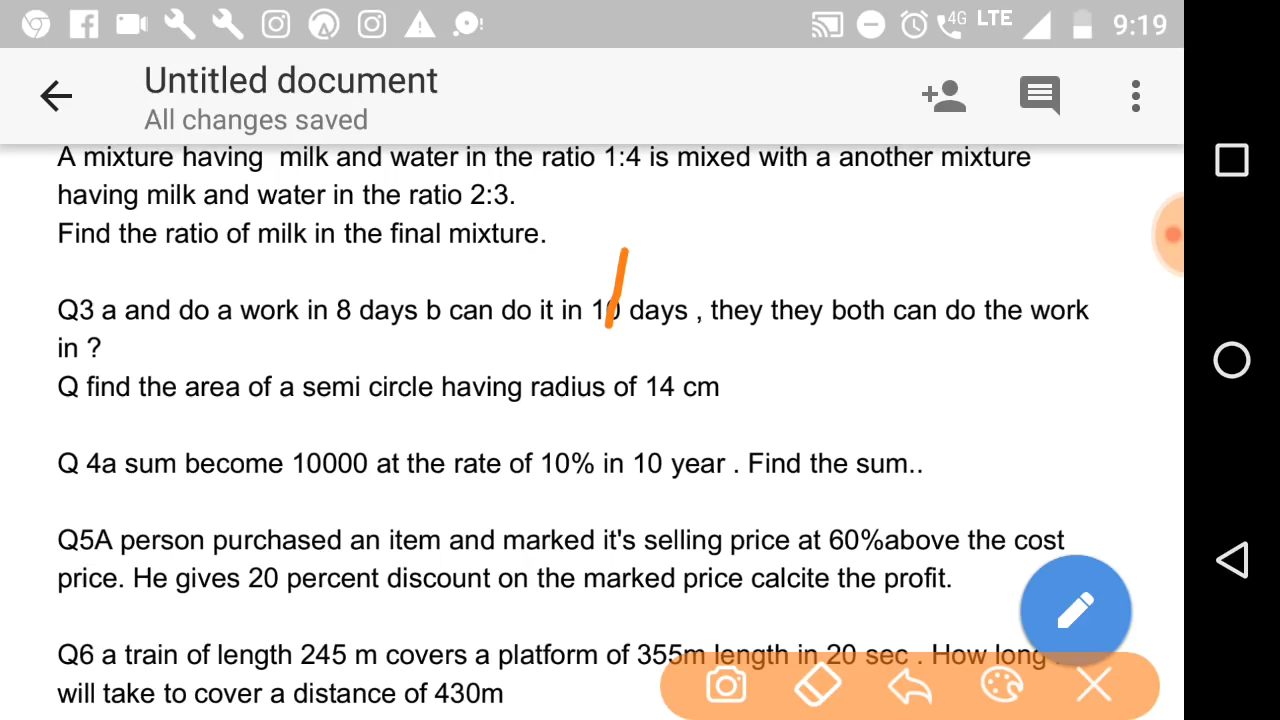 4G LTE 9:19
Untitled document
All changes saved
A mixture having  milk and water in the ratio 1:4 is mixed with a another mixture
having milk and water in the ratio 2:3.
Find the ratio of milk in the final mixture.
Q3 a and do a work in 8 days b can do it in 10 days , they they both can do the work
in ?
Q find the area of a semi circle having radius of 14 cm
Q 4a sum become 10000 at the rate of 10% in 10 year . Find the sum..
Q5A person purchased an item and marked it's selling price at 60%above the cost
price. He gives 20 percent discount on the marked price calcite the profit.
Q6 a train of length 245 m covers a platform of 355m length in 20 sec . How long
will take to cover a distance of 430m